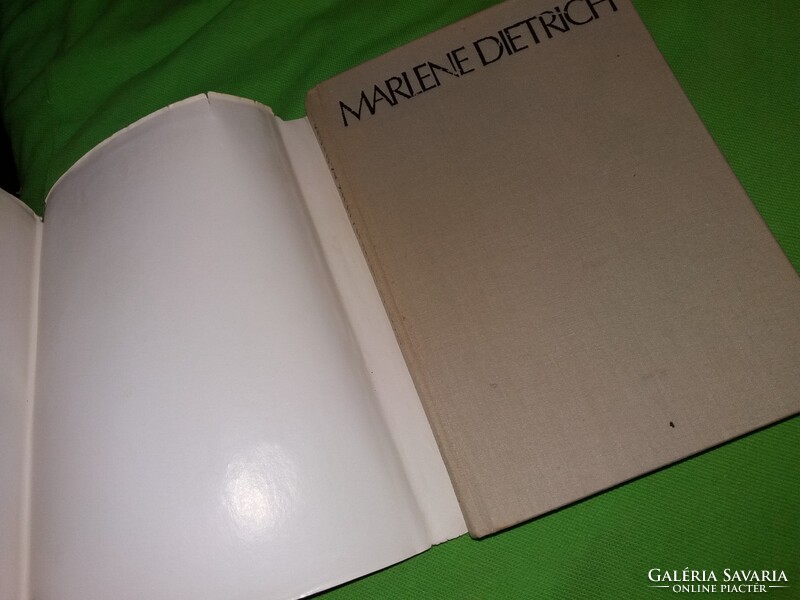 MARLENE DIETRICH
GALÉRIA SAVARIA
ONLINE PIACTÉR